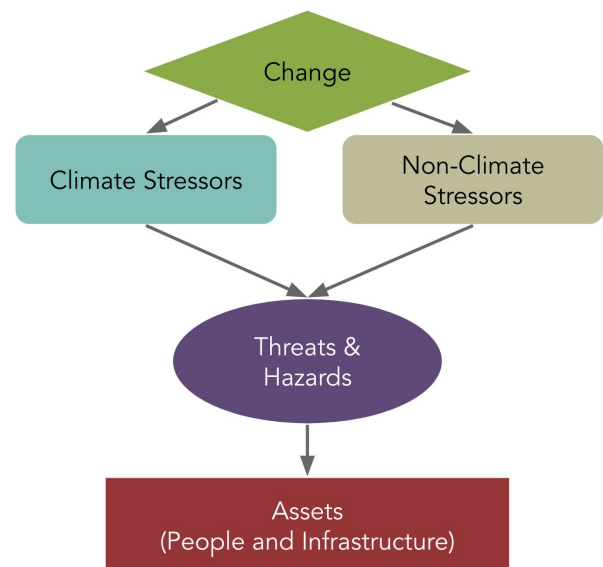 Change
Climate Stressors
Non-Climate
Stressors
Threats &
Hazards
Assets
(People and Infrastructure)